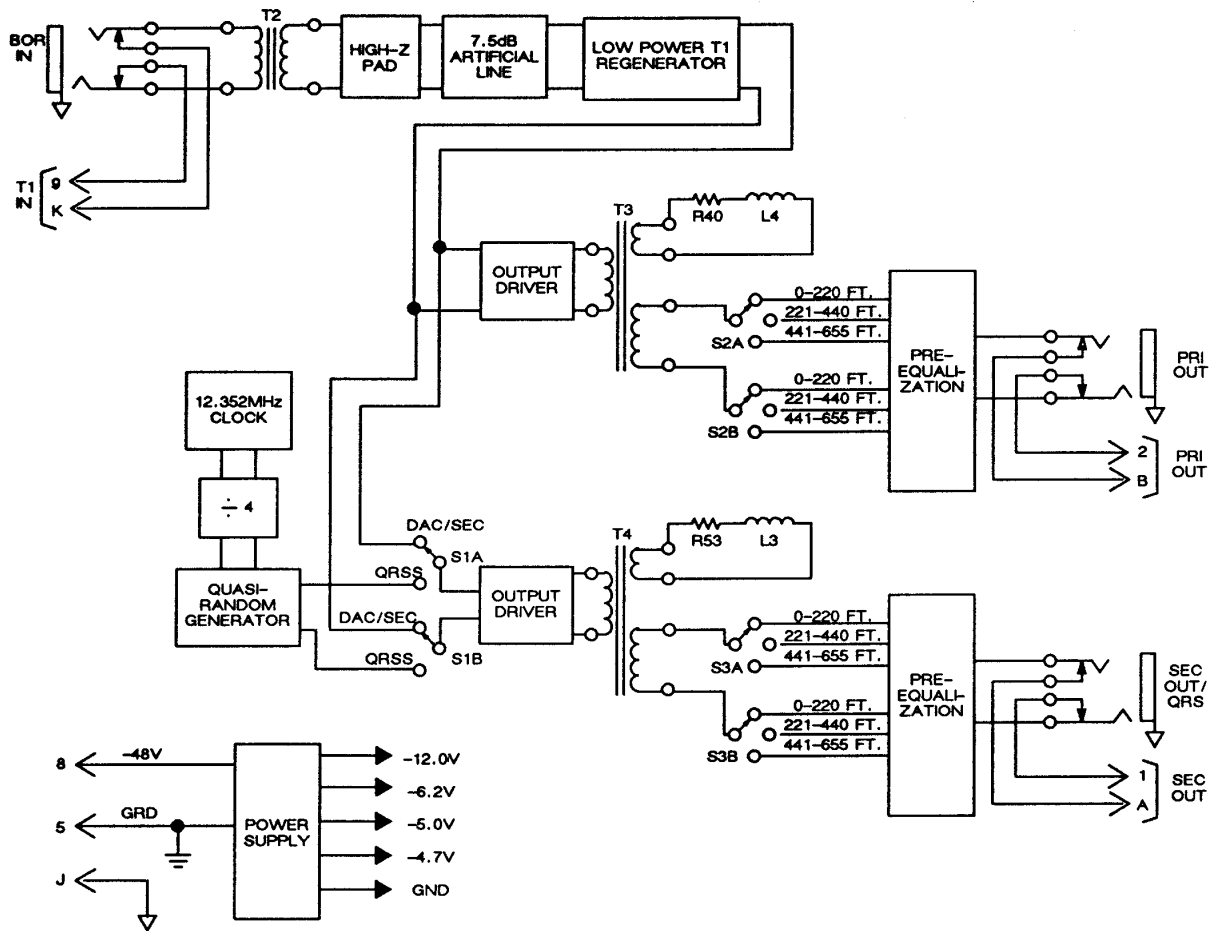 T2
BOR
IN
HIGH-Z
PAD
7.5dB
ARTIFICIAL
LINE
LOW POWER T1
REGENERATOR
T1
IN
9
K
T3
R40
L4
OUTPUT
DRIVER
0-220 FT.
221-440 FT.
441-655 FT.
S2A
0-220 FT.
221-440 FT.
441-655 FT.
S2B
PRE-
EQUALI-
ZATION
PRI
OUT
2
B
PRI
OUT
12.352MHz
CLOCK
÷ 4
QUASI-
RANDOM
GENERATOR
DAC/SEC
S1A
QRSS
DAC/SEC
S1B
QRSS
OUTPUT
DRIVER
T4
R53
L3
0-220 FT.
221-440 FT.
441-655 FT.
S3A
0-220 FT.
221-440 FT.
441-655 FT.
S3B
PRE-
EQUALI-
ZATION
SEC
OUT/
QRS
1
A
SEC
OUT
8
-48V
5
GRD
J
POWER
SUPPLY
-12.0V
-6.2V
-5.0V
-4.7V
GND